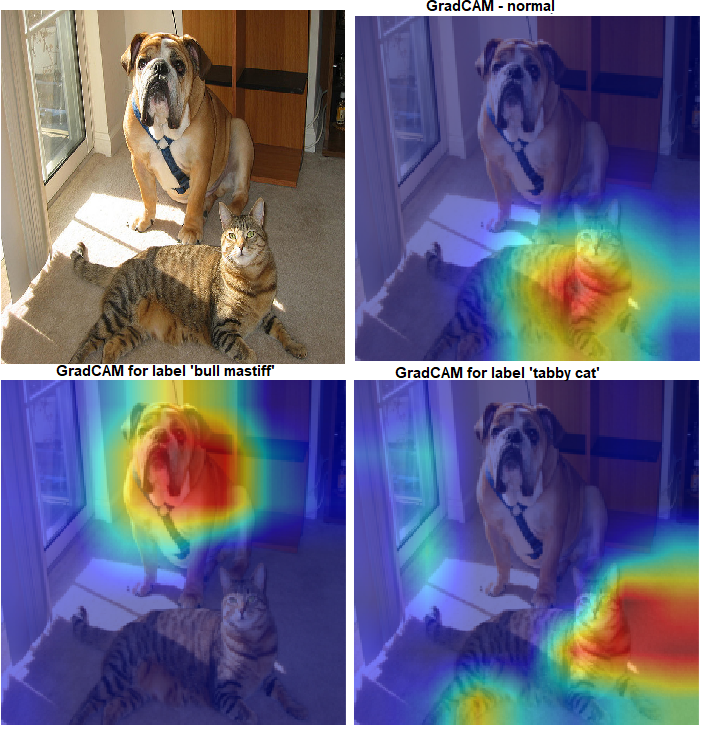 GradCAM - normal
GradCAM for label 'bull mastiff'
GradCAM for label 'tabby cat'